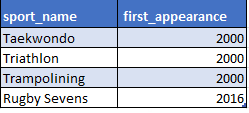 sport_name first_appearance
Taekwondo 2000
Triathlon 2000
Trampolining 2000
Rugby Sevens 2016